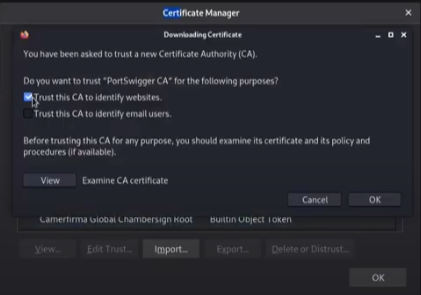 Certificate Manager
Downloading Certificate
You have been asked to trust a new Certificate Authority (CA).
Do you want to trust "PortSwigger CA" for the following purposes?
Trust this CA to identify websites.
Trust this CA to identify email users.
Before trusting this CA for any purpose, you should examine its certificate and its policy and
procedures (if available).
View Examine CA certificate
Cancel OK
Camerfirma Global Chambersign Root Builtin Object Token
View... Edit Trust... Import... Export... Delete or Distrust...
OK